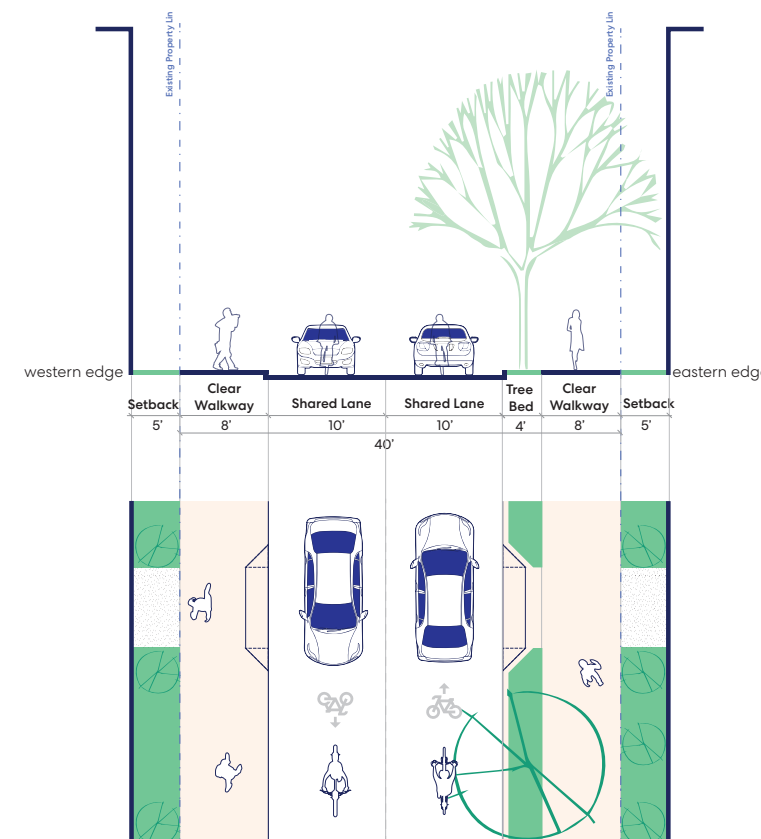 Existing Property Lin
Existing Property Lin
western edge
eastern edg
Setback
Clear
Walkway
Shared Lane
Shared Lane
Tree
Bed
Clear
Walkway
Setback
5'
8'
10'
10'
4'
8'
5'
40'